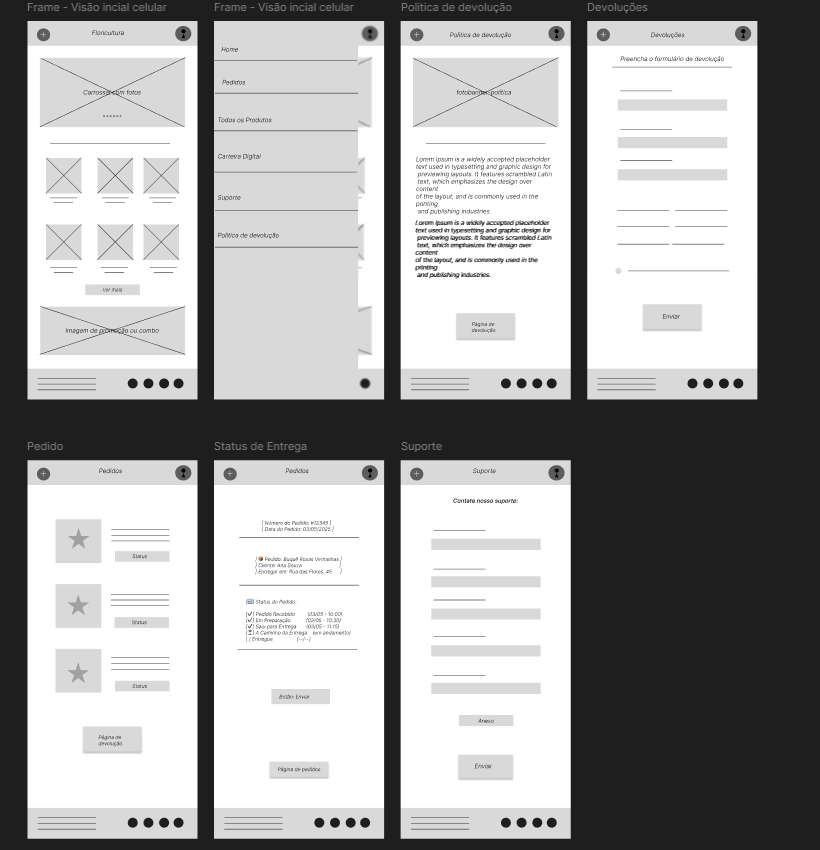 Frame - Visão incial celular
Floricultura
Carrossel com fotos
Ver mais
Imagem de promoção ou combo
Frame - Visão incial celular
Home
Pedidos
Todos os Produtos
Carteira Digital
Suporte
Politica de devolução
Politica de devolução
Politica de devolução
fotobanner politica
Lorem Ipsum is a widely accepted placeholder
text used in typesetting and graphic design for
previewing layouts. It features scrambled Latin
text, which emphasizes the design over
content
of the layout, and is commonly used in the
printing
and publishing industries.
Lorem Ipsum is a widely accepted placeholder
text used in typesetting and graphic design for
previewing layouts. It features scrambled Latin
text, which emphasizes the design over
content
of the layout, and is commonly used in the
printing
and publishing industries.
Página de
devolução
Devoluções
Devoluções
Preencha o formulário de devolução
Enviar
Pedido
Pedidos
Status
Status
Status
Página de
devolução
Status de Entrega
Pedidos
[ Número do Pedido: #12345 ]
[ Data do Pedido: 03/05/2025 ]
] 📦 Pedido: Buquê Rosas Vermelhas ]
[ Cliente: Ana Souza ]
] Entregar em: Rua das Flores, 45 ]
Status do Pedido:
[✔] Pedido Recebido (03/05 - 10:00)
[✔] Em Preparação (03/05 - 10:30)
[✔] Saiu para Entrega (03/05 - 11:15)
[⏳] A Caminho da Entrega (em andamento)
[ ] Entregue (--/--)
Botão: Enviar
Página de pedidos
Suporte
Suporte
Contate nosso suporte:
Anexo
Enviar